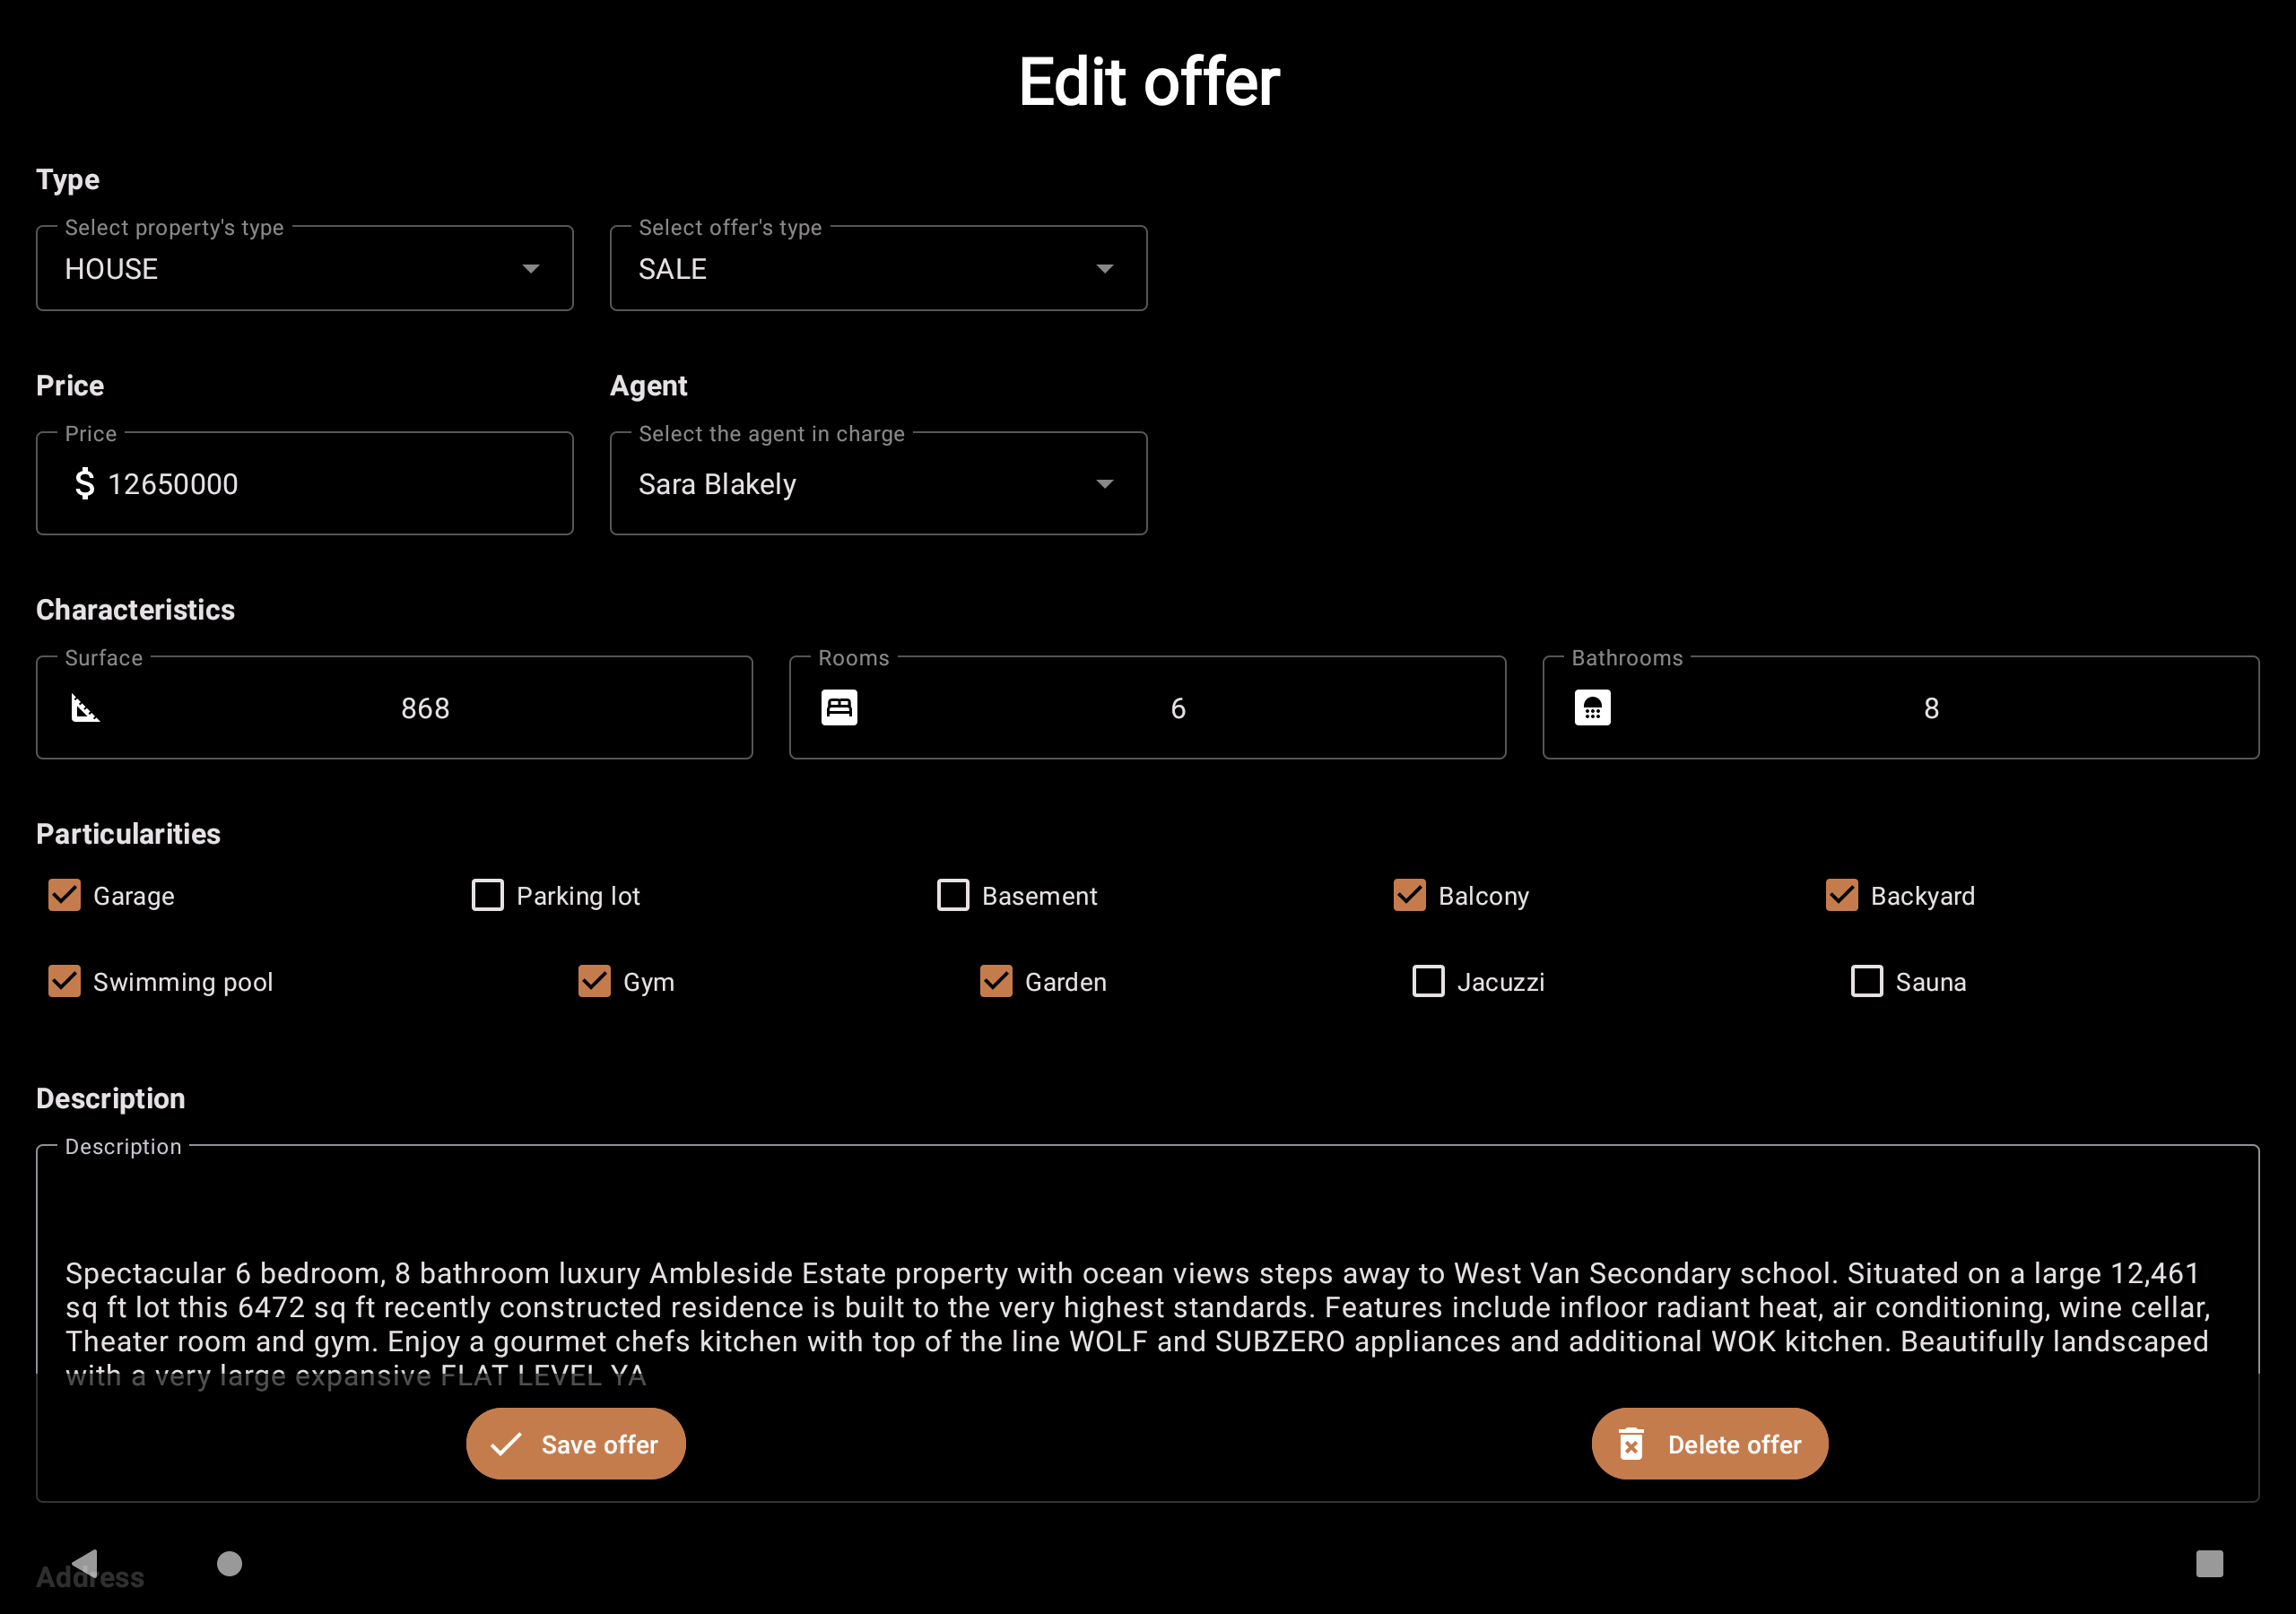 Edit offer
Type
Select property's type
HOUSE
Select offer's type
SALE
Price
Agent
Price
$ 12650000
Select the agent in charge
Sara Blakely
Characteristics
Surface
868
Rooms
6
Bathrooms
8
Particularities
Garage
Parking lot
Basement
Balcony
Backyard
Swimming pool
Gym
Garden
Jacuzzi
Sauna
Description
Description
Spectacular 6 bedroom, 8 bathroom luxury Ambleside Estate property with ocean views steps away to West Van Secondary school. Situated on a large 12,461
sq ft lot this 6472 sq ft recently constructed residence is built to the very highest standards. Features include infloor radiant heat, air conditioning, wine cellar,
Theater room and gym. Enjoy a gourmet chefs kitchen with top of the line WOLF and SUBZERO appliances and additional WOK kitchen. Beautifully landscaped
with a very large expansive FLAT LEVEL YA
Save offer
Delete offer
Address